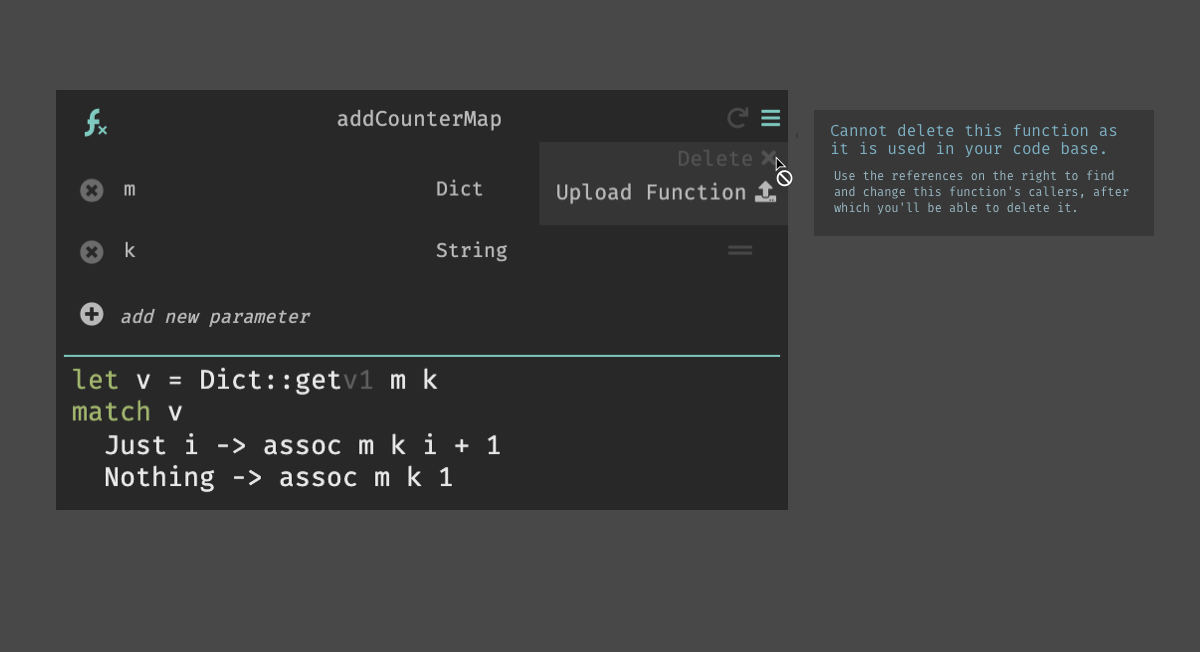 addCounterMap
Delete
m Dict Upload Function
k String
add new parameter
let v = Dict::getv1 m k
match v
Just i -> assoc m k i + 1
Nothing -> assoc m k 1
Cannot delete this function as
it is used in your code base.
Use the references on the right to find
and change this function's callers, after
which you'll be able to delete it.